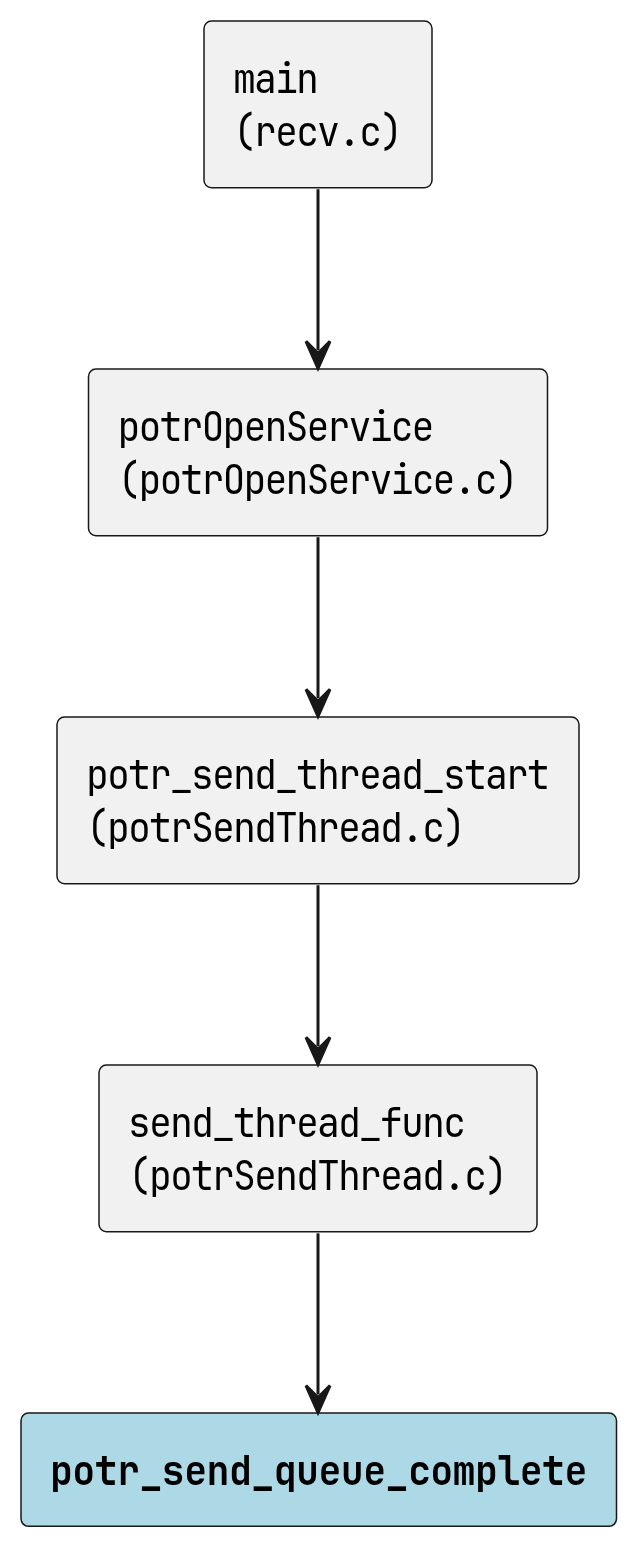 main
(recv.c)
potrOpenService
(potrOpenService.c)
potr_send_thread_start
(potrSendThread.c)
send_thread_func
(potrSendThread.c)
potr_send_queue_complete